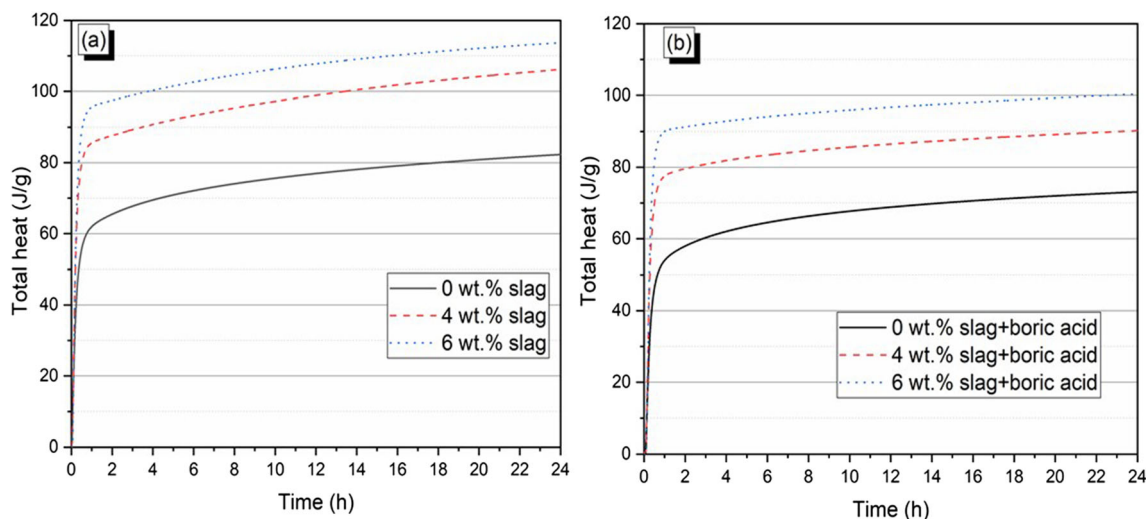 (a)
Total heat (J/g)
120
100
80
60
40
20
0
0 wt.% slag
4 wt.% slag
6 wt.% slag
0 2 4 6 8 10 12 14 16 18 20 22 24
Time (h)
(b)
Total heat (J/g)
120
100
80
60
40
20
0
0 wt.% slag+boric acid
4 wt.% slag+boric acid
6 wt.% slag+boric acid
0 2 4 6 8 10 12 14 16 18 20 22 24
Time (h)